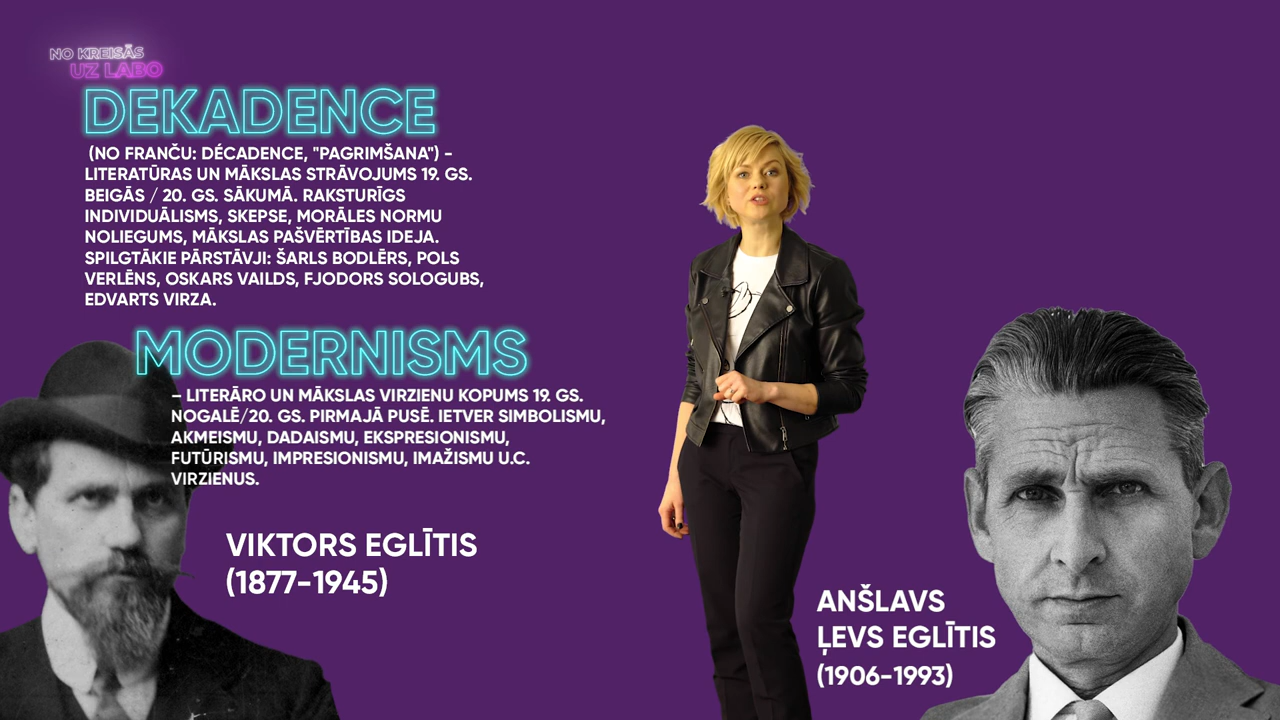 NO KREISĀS
UZ LABO
DEKADENCE
(NO FRANČU: DÉCADENCE, "PAGRIMŠANA") -
LITERATŪRAS UN MĀKSLAS STRĀVOJUMS 19. GS.
BEIGĀS / 20. GS. SĀKUMĀ. RAKSTURĪGS
INDIVIDUĀLISMS, SKEPSE, MORĀLES NORMU
NOLIEGUMS, MĀKSLAS PAŠVĒRTĪBAS IDEJA.
SPILGTĀKIE PĀRSTĀVJI: ŠARLS BODLĒRS, POLS
VERLĒNS, OSKARS VAILDS, FJODORS SOLOGUBS,
EDVARTS VIRZA.
MODERNISMS
– LITERĀRO UN MĀKSLAS VIRZIENU KOPUMS 19. GS.
NOGALĒ/20. GS. PIRMAJĀ PUSĒ. IETVER SIMBOLISMU,
AKMEISMU, DADAISMU, EKSPRESIONISMU,
FUTŪRISMU, IMPRESIONISMU, IMAŽISMU U.C.
VIRZIENUS.
VIKTORS EGLĪTIS
(1877-1945)
ANŠLAVS
ĻEVS EGLĪTIS
(1906-1993)